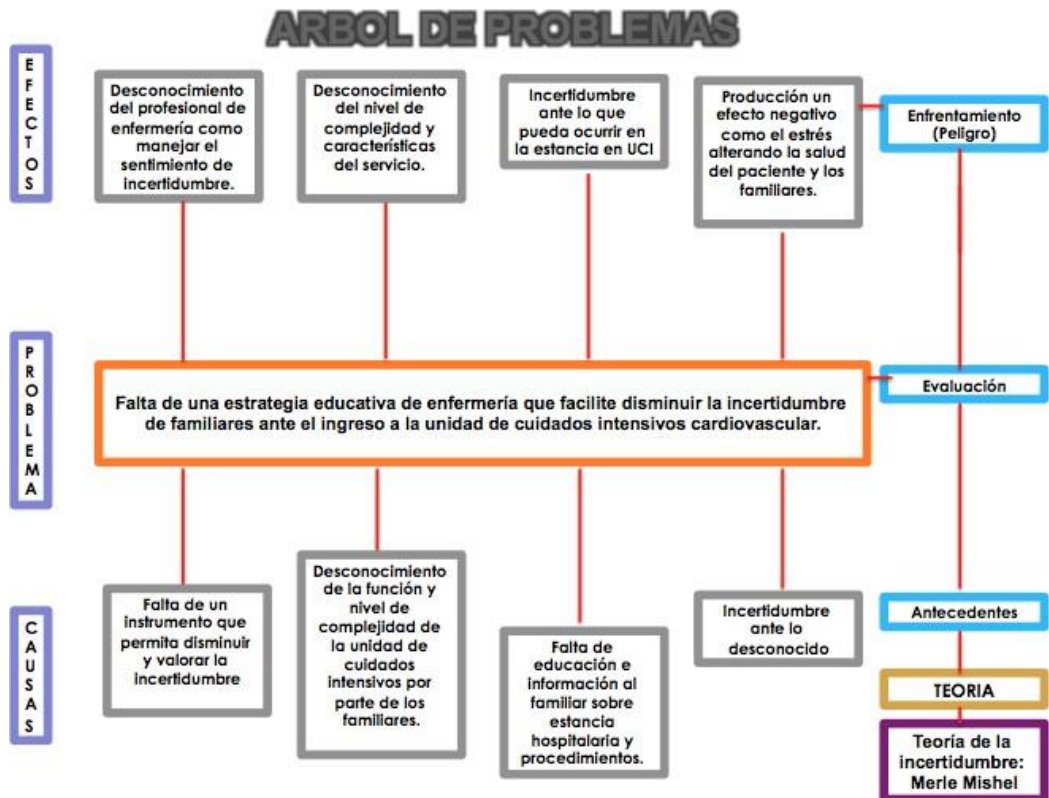 ARBOL DE PROBLEMAS
EFECTOS
Desconocimiento
del profesional de
enfermería como
manejar el
sentimiento de
incertidumbre.
Desconocimiento
del nivel de
complejidad y
características
del servicio.
Incertidumbre
ante lo que
pueda ocurrir en
la estancia en UCI
Producción un
efecto negativo
como el estrés
alterando la salud
del paciente y los
familiares.
Enfrentamiento
(Peligro)
PROBLEMA
Falta de una estrategia educativa de enfermería que facilite disminuir la incertidumbre
de familiares ante el ingreso a la unidad de cuidados intensivos cardiovascular.
Evaluación
CAUSAS
Falta de un
instrumento que
permita disminuir
y valorar la
incertidumbre
Desconocimiento
de la función y
nivel de
complejidad de
la unidad de
cuidados
intensivos por
parte de los
familiares.
Falta de
educación e
información al
familiar sobre
estancia
hospitalaria y
procedimientos.
Incertidumbre
ante lo
desconocido
Antecedentes
TEORIA
Teoría de la
incertidumbre:
Merle Mishel